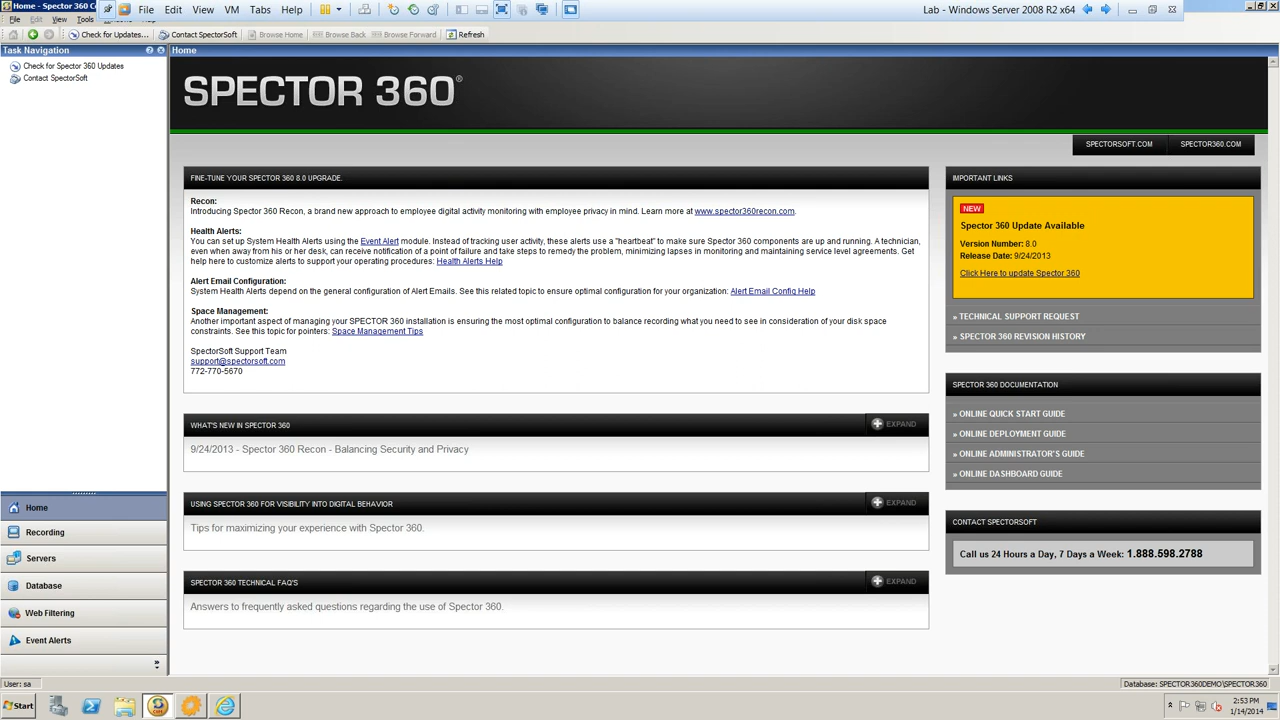 Home - Spector 360 Co
File Edit View VM Tabs Help
Lab - Windows Server 2008 R2 x64
File Edit View Tools
Check for Updates... Contact SpectorSoft Browse Home Browse Back Browse Forward Refresh
Task Navigation
Home
Check for Spector 360 Updates
Contact SpectorSoft
SPECTOR 360®
SPECTORSOFT.COM SPECTOR360.COM
FINE-TUNE YOUR SPECTOR 360 8.0 UPGRADE.
Recon:
Introducing Spector 360 Recon, a brand new approach to employee digital activity monitoring with employee privacy in mind. Learn more at www.spector360recon.com.
Health Alerts:
You can set up System Health Alerts using the Event Alert module. Instead of tracking user activity, these alerts use a "heartbeat" to make sure Spector 360 components are up and running. A technician,
even when away from his or her desk, can receive notification of a point of failure and take steps to remedy the problem, minimizing lapses in monitoring and maintaining service level agreements. Get
help here to customize alerts to support your operating procedures: Health Alerts Help
Alert Email Configuration:
System Health Alerts depend on the general configuration of Alert Emails. See this related topic to ensure optimal configuration for your organization: Alert Email Config Help
Space Management:
Another important aspect of managing your SPECTOR 360 installation is ensuring the most optimal configuration to balance recording what you need to see in consideration of your disk space
constraints. See this topic for pointers: Space Management Tips
SpectorSoft Support Team
support@spectorsoft.com
772-770-5670
WHAT'S NEW IN SPECTOR 360
EXPAND
9/24/2013 - Spector 360 Recon - Balancing Security and Privacy
USING SPECTOR 360 FOR VISIBILITY INTO DIGITAL BEHAVIOR
EXPAND
Tips for maximizing your experience with Spector 360.
SPECTOR 360 TECHNICAL FAQ'S
EXPAND
Answers to frequently asked questions regarding the use of Spector 360.
IMPORTANT LINKS
NEW
Spector 360 Update Available
Version Number: 8.0
Release Date: 9/24/2013
Click Here to update Spector 360
» TECHNICAL SUPPORT REQUEST
» SPECTOR 360 REVISION HISTORY
SPECTOR 360 DOCUMENTATION
» ONLINE QUICK START GUIDE
» ONLINE DEPLOYMENT GUIDE
» ONLINE ADMINISTRATOR'S GUIDE
» ONLINE DASHBOARD GUIDE
CONTACT SPECTORSOFT
Call us 24 Hours a Day, 7 Days a Week: 1.888.598.2788
Home
Recording
Servers
Database
Web Filtering
Event Alerts
User: sa
Database: SPECTOR360DEMO\SPECTOR360
Start
2:53 PM
1/14/2014